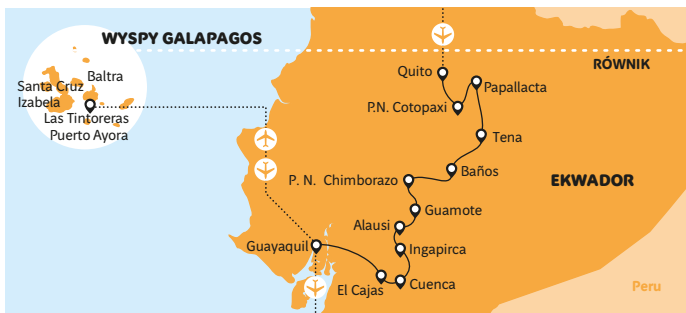 WYSPY GALAPAGOS
Baltra
Santa Cruz
Izabela
Las Tintoreras
Puerto Ayora
RÓWNIK
Quito
Papallacta
P.N. Cotopaxi
Tena
Baños
P. N. Chimborazo
EKWADOR
Guamote
Alausi
Guayaquil
Ingapirca
El Cajas
Cuenca
Peru